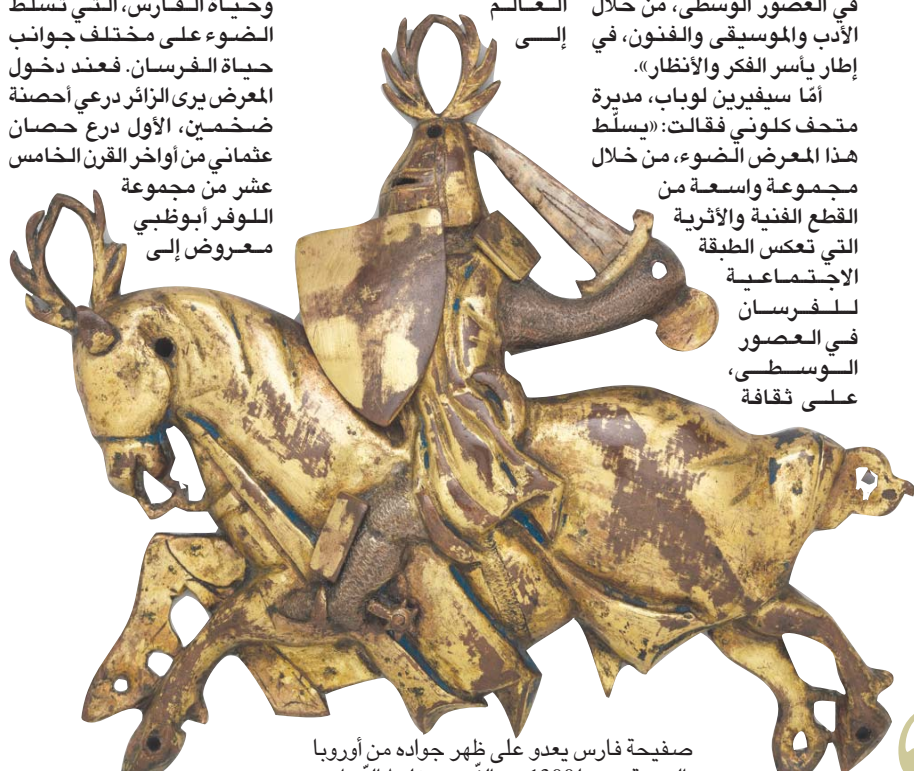 في العصور الوسطى، من خلال
الأدب والموسيقى والفنون، في
إطار يأسر الفكر والأنظار».
أمّا سيفيرين لوباب، مديرة
متحف كلوني فقالت: «يسلّط
هذا المعرض الضوء، من خلال
مجموعة واسعة من
القطع الفنية والأثرية
التي تعكس الطبقة
الاجتماعية
للفرسان
في العصور
الوسطى،
على ثقافة
العالم
إلى
وحياة الفارس، التي تسلط
الضوء على مختلف جوانب
حياة الفرسان. فعند دخول
المعرض يرى الزائر درعي أحصنة
ضخمين، الأول درع حصان
عثماني من أواخر القرن الخامس
عشر من مجموعة
اللوفر أبوظبي
معروض إلى
صفيحة فارس يعدو على ظهر جواده من أوروبا